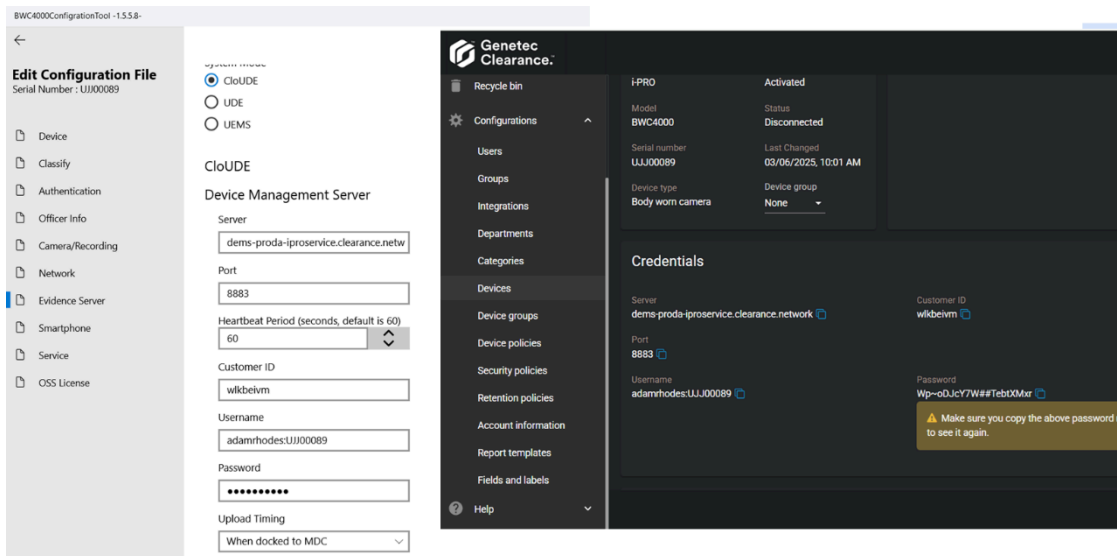 BWC4000ConfigrationTool -1.5.5.8-
Edit Configuration File
Serial Number : UJJ00089
Device
Classify
Authentication
Officer Info
Camera/Recording
Network
Evidence Server
Smartphone
Service
OSS License
System Mode
CloUDE
UDE
UEMS
CloUDE
Device Management Server
Server
dems-proda-iproservice.clearance.netw
Port
8883
Heartbeat Period (seconds, default is 60)
60
Customer ID
wlkbeivm
Username
adamrhodes:UJJ00089
Password
●●●●●●●●●●
Upload Timing
When docked to MDC
Genetec
Clearance.™
Recycle bin
Configurations
Users
Groups
Integrations
Departments
Categories
Devices
Device groups
Device policies
Security policies
Retention policies
Account information
Report templates
Fields and labels
Help
i-PRO
Activated
Model
Status
BWC4000
Disconnected
Serial number
Last Changed
UJJ00089
03/06/2025, 10:01 AM
Device type
Device group
Body worn camera
None
Credentials
Server
Customer ID
dems-proda-iproservice.clearance.network
wlkbeivm
Port
8883
Username
Password
adamrhodes:UJJ00089
Wp~oDJcY7W##TebtXMxr
Make sure you copy the above password
to see it again.